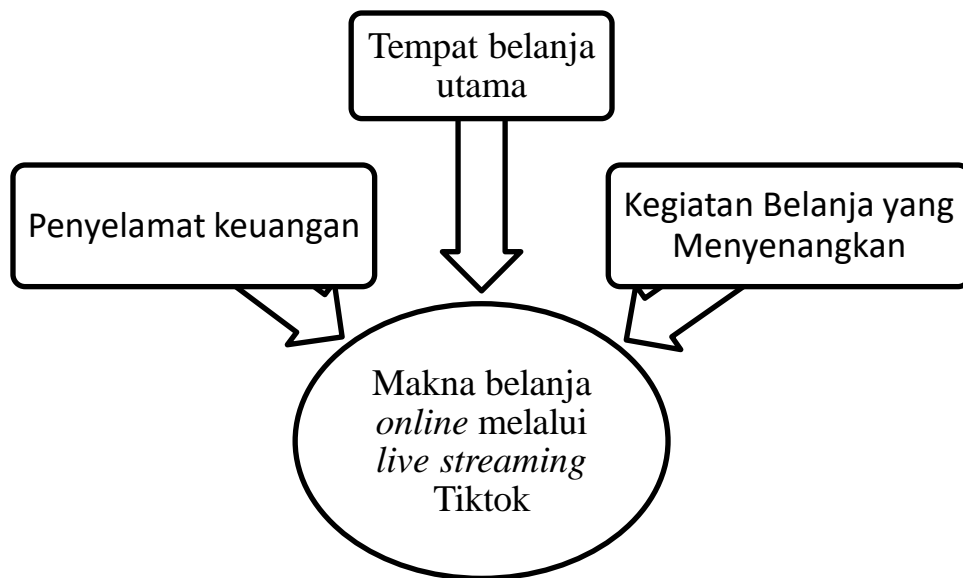 Tempat belanja
utama
Penyelamat keuangan
Kegiatan Belanja yang
Menyenangkan
Makna belanja
online melalui
live streaming
Tiktok